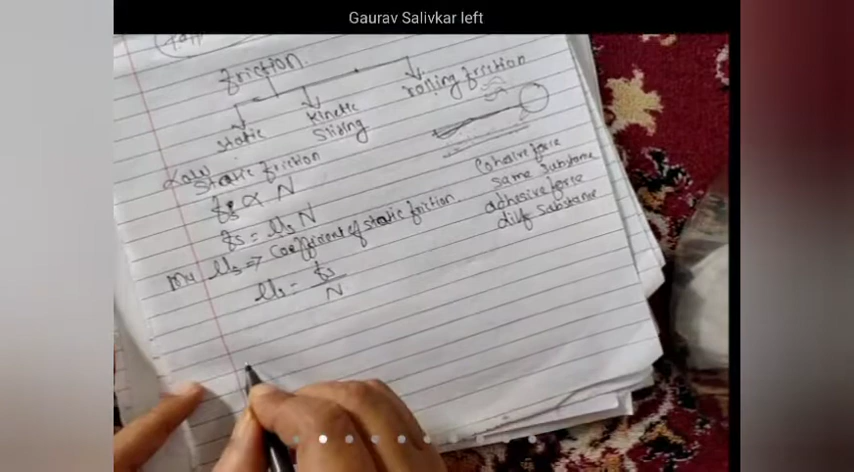 Gaurav Salivkar left
friction.
static
kinetic
sliding
rolling friction
Law
static friction
fs ∝ N
fs = μs N
mu μs ⇒ Coefficient of static friction
μs = fs / N
Cohesive force
same substance
adhesive force
diff substance